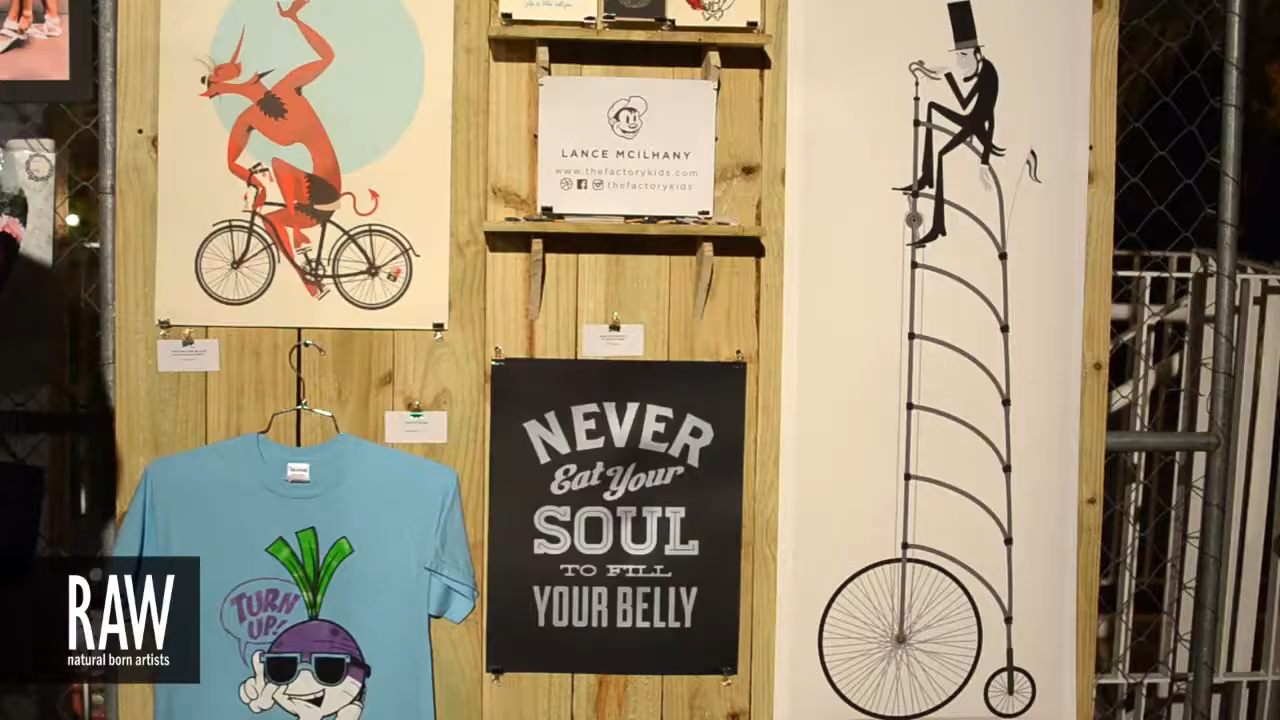 LANCE MCILHANY
www.thefactorykids.com
thefactorykids
NEVER
Eat Your
SOUL
TO FILL
YOUR BELLY
TURN
UP!
RAW
natural born artists